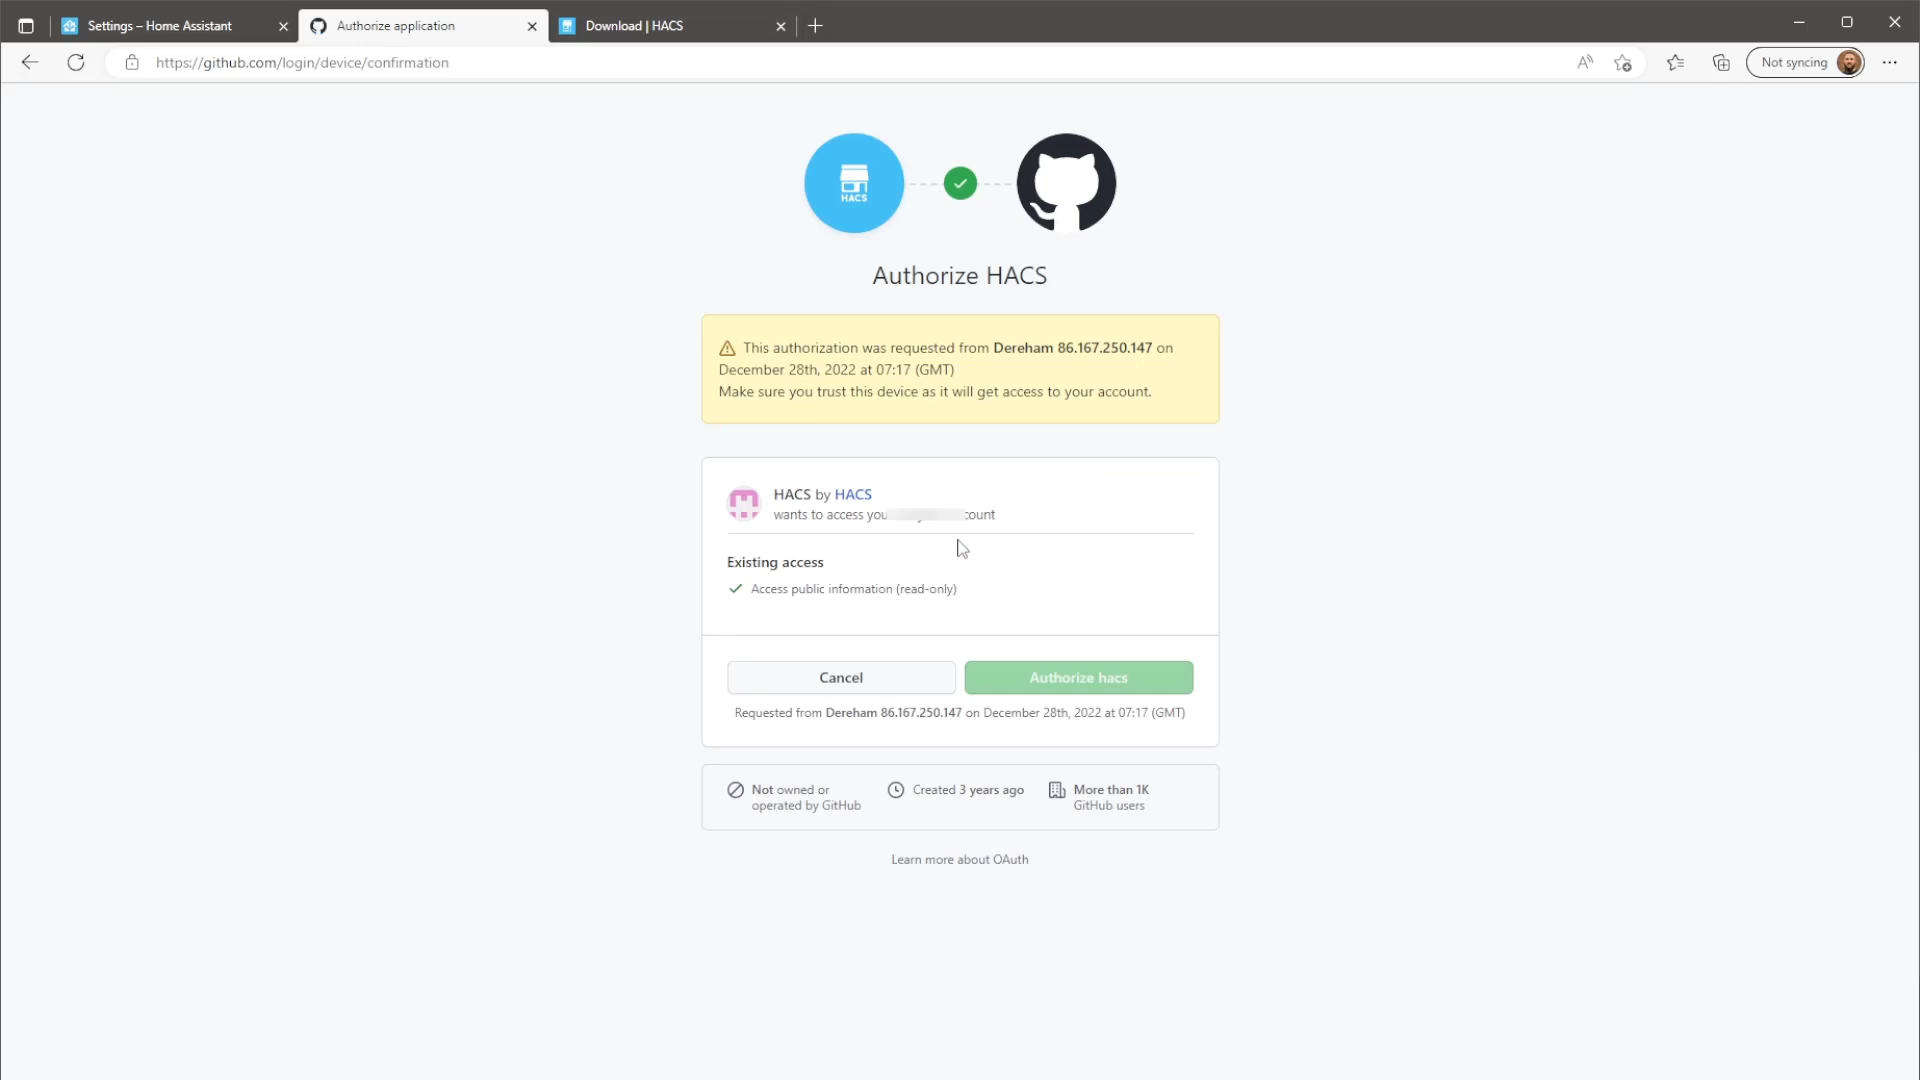 Settings – Home Assistant
Authorize application
Download | HACS
https://github.com/login/device/confirmation
Not syncing
HACS
Authorize HACS
This authorization was requested from Dereham 86.167.250.147 on
December 28th, 2022 at 07:17 (GMT)
Make sure you trust this device as it will get access to your account.
HACS by HACS
wants to access
Existing access
Access public information (read-only)
Cancel
Authorize hacs
Requested from Dereham 86.167.250.147 on December 28th, 2022 at 07:17 (GMT)
Not owned or
operated by GitHub
Created 3 years ago
More than 1K
GitHub users
Learn more about OAuth